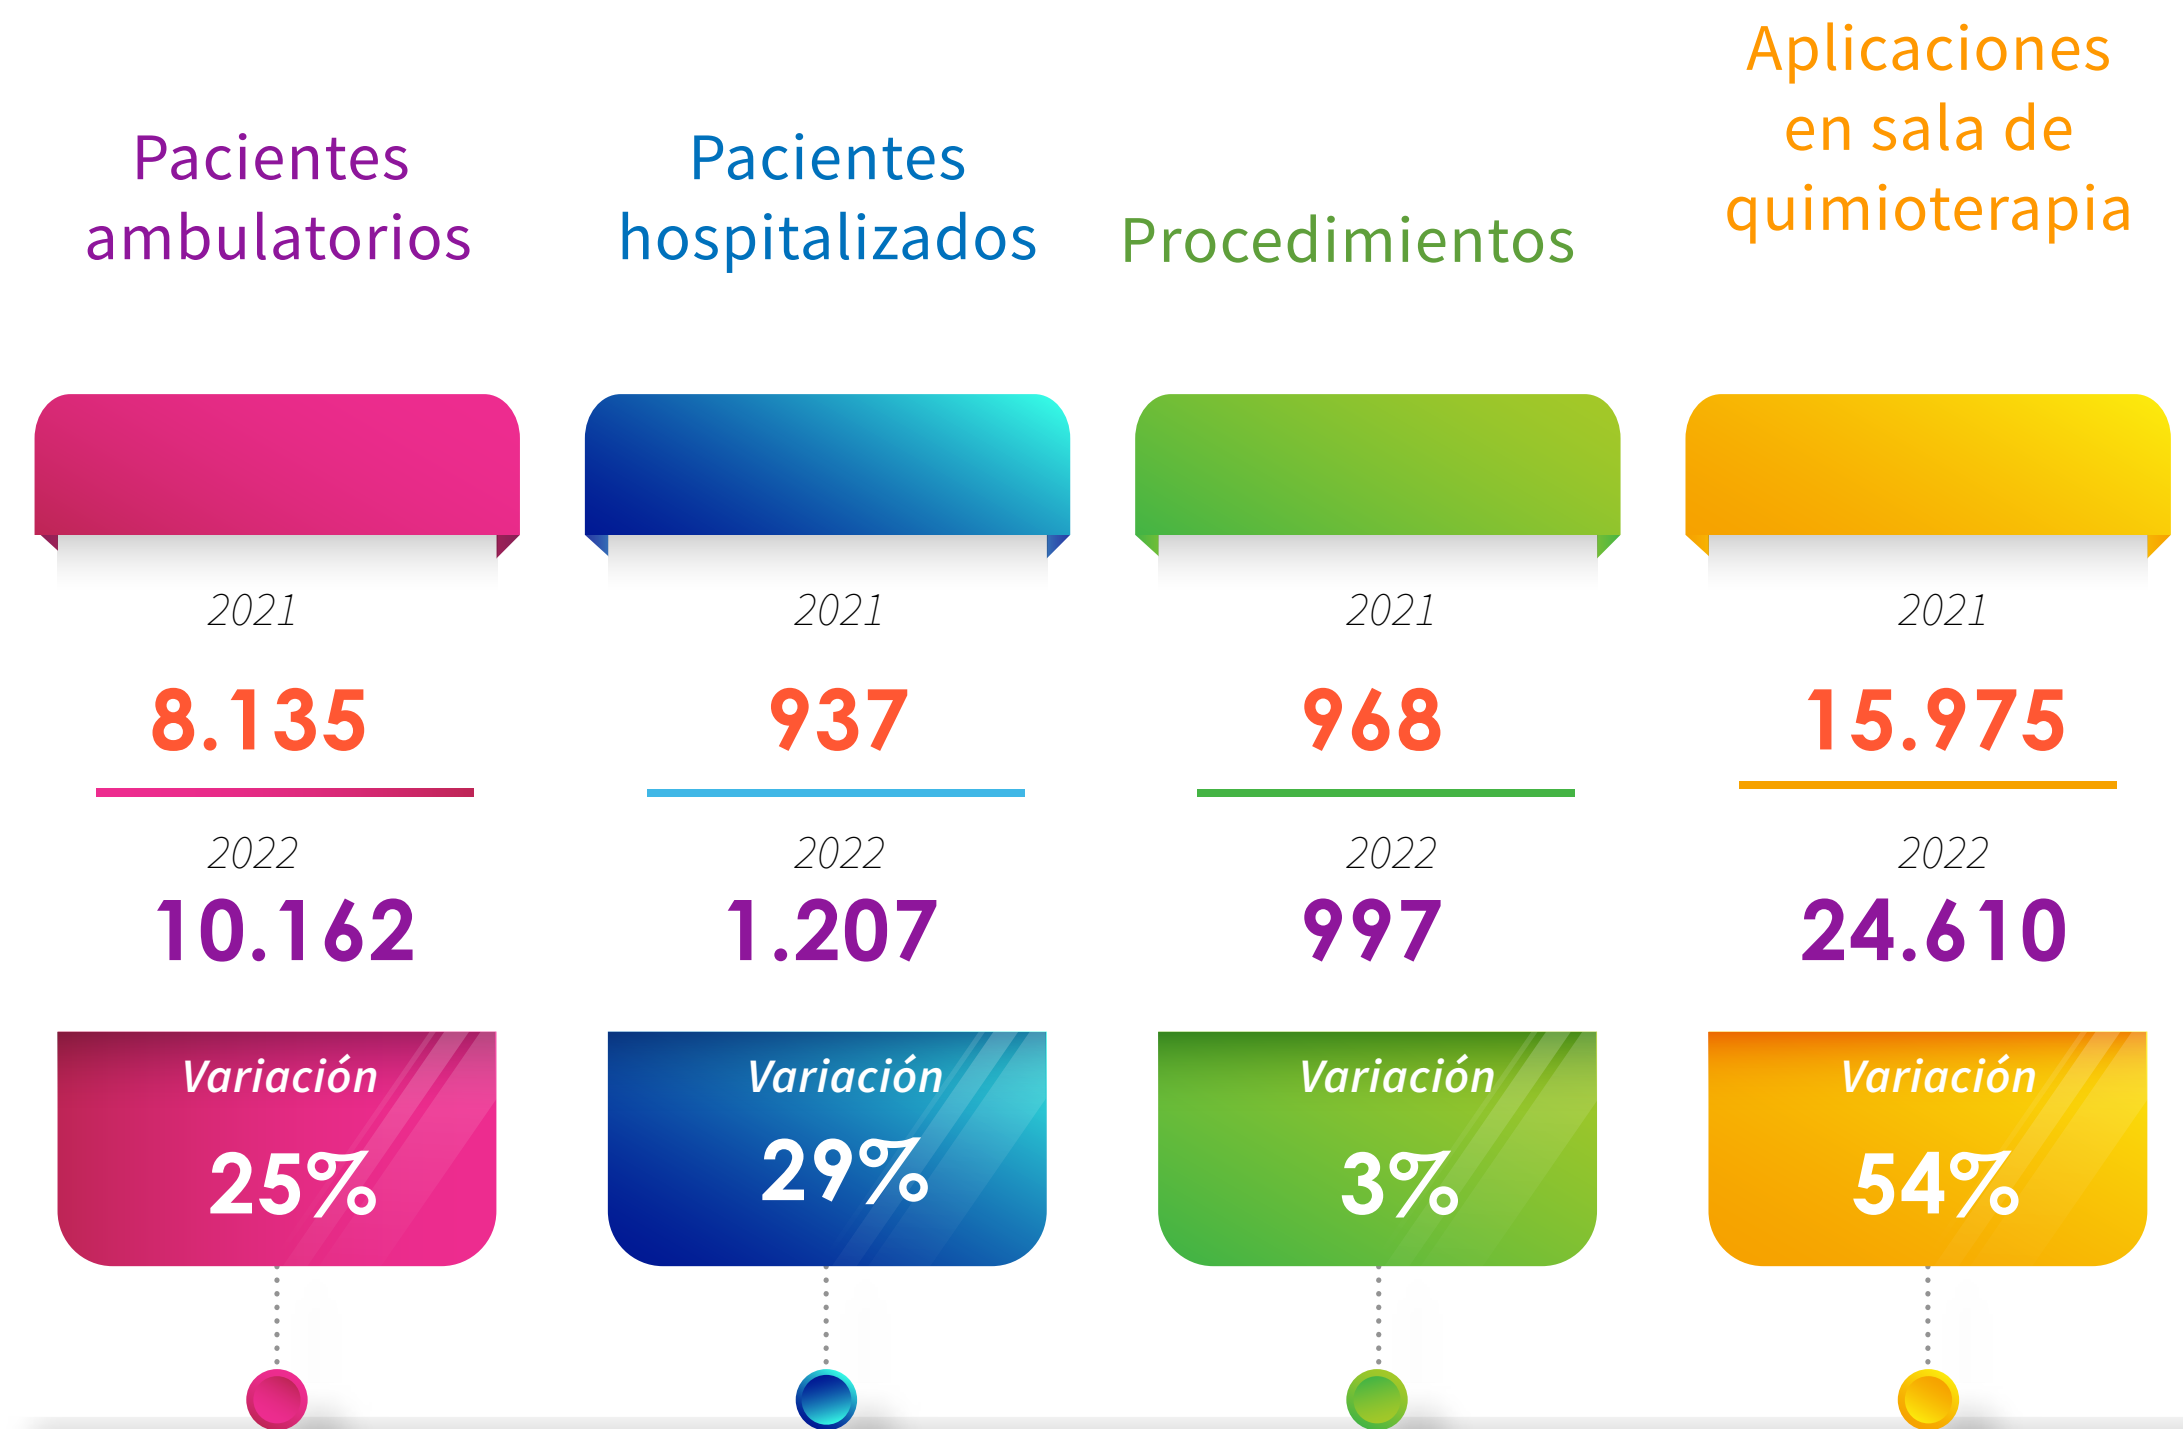 Pacientes
ambulatorios
2021
8.135
2022
10.162
Variación
25%
Pacientes
hospitalizados
2021
937
2022
1.207
Variación
29%
Procedimientos
2021
968
2022
997
Variación
3%
Aplicaciones
en sala de
quimioterapia
2021
15.975
2022
24.610
Variación
54%